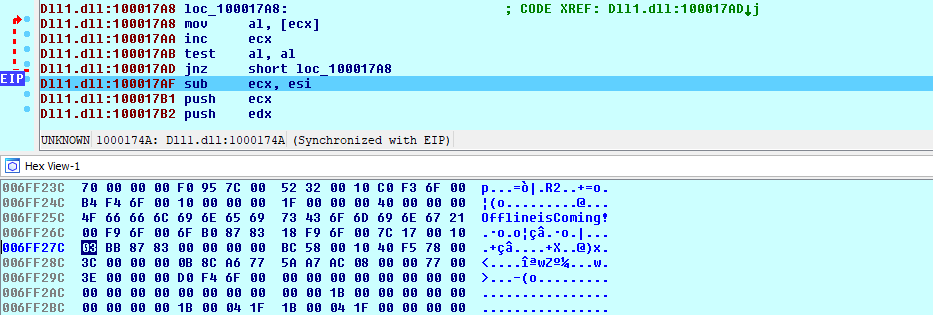 Dll1.dll:100017A8 loc_100017A8: ; CODE XREF: Dll1.dll:100017AD↓j
Dll1.dll:100017A8 mov al, [ecx]
Dll1.dll:100017AA inc ecx
Dll1.dll:100017AB test al, al
Dll1.dll:100017AD jnz short loc_100017A8
EIP Dll1.dll:100017AF sub ecx, esi
Dll1.dll:100017B1 push ecx
Dll1.dll:100017B2 push edx
UNKNOWN 1000174A: Dll1.dll:1000174A (Synchronized with EIP)
Hex View-1
006FF23C 70 00 00 00 F0 95 7C 00 52 32 00 10 C0 F3 6F 00 p...=ò|.R2..+=o.
006FF24C B4 F4 6F 00 10 00 00 00 1F 00 00 00 40 00 00 00 ¦(o.........@...
006FF25C 4F 66 66 6C 69 6E 65 69 73 43 6F 6D 69 6E 67 21 OfflineisComing!
006FF26C 00 F9 6F 00 6F B0 87 83 18 F9 6F 00 7C 17 00 10 .·o.o¦çâ.·o.|...
006FF27C 03 BB 87 83 00 00 00 00 BC 58 00 10 40 F5 78 00 .+çâ....+X..@)x.
006FF28C 3C 00 00 00 0B 8C A6 77 5A A7 AC 08 00 00 77 00 <....îªwZº¼...w.
006FF29C 3E 00 00 00 D0 F4 6F 00 00 00 00 00 00 00 00 00 >...-(o.........
006FF2AC 00 00 00 00 00 00 00 00 00 00 1B 00 00 00 00 00 ................
006FF2BC 00 00 00 00 1B 00 04 1F 1B 00 04 1F 00 00 00 00 ................